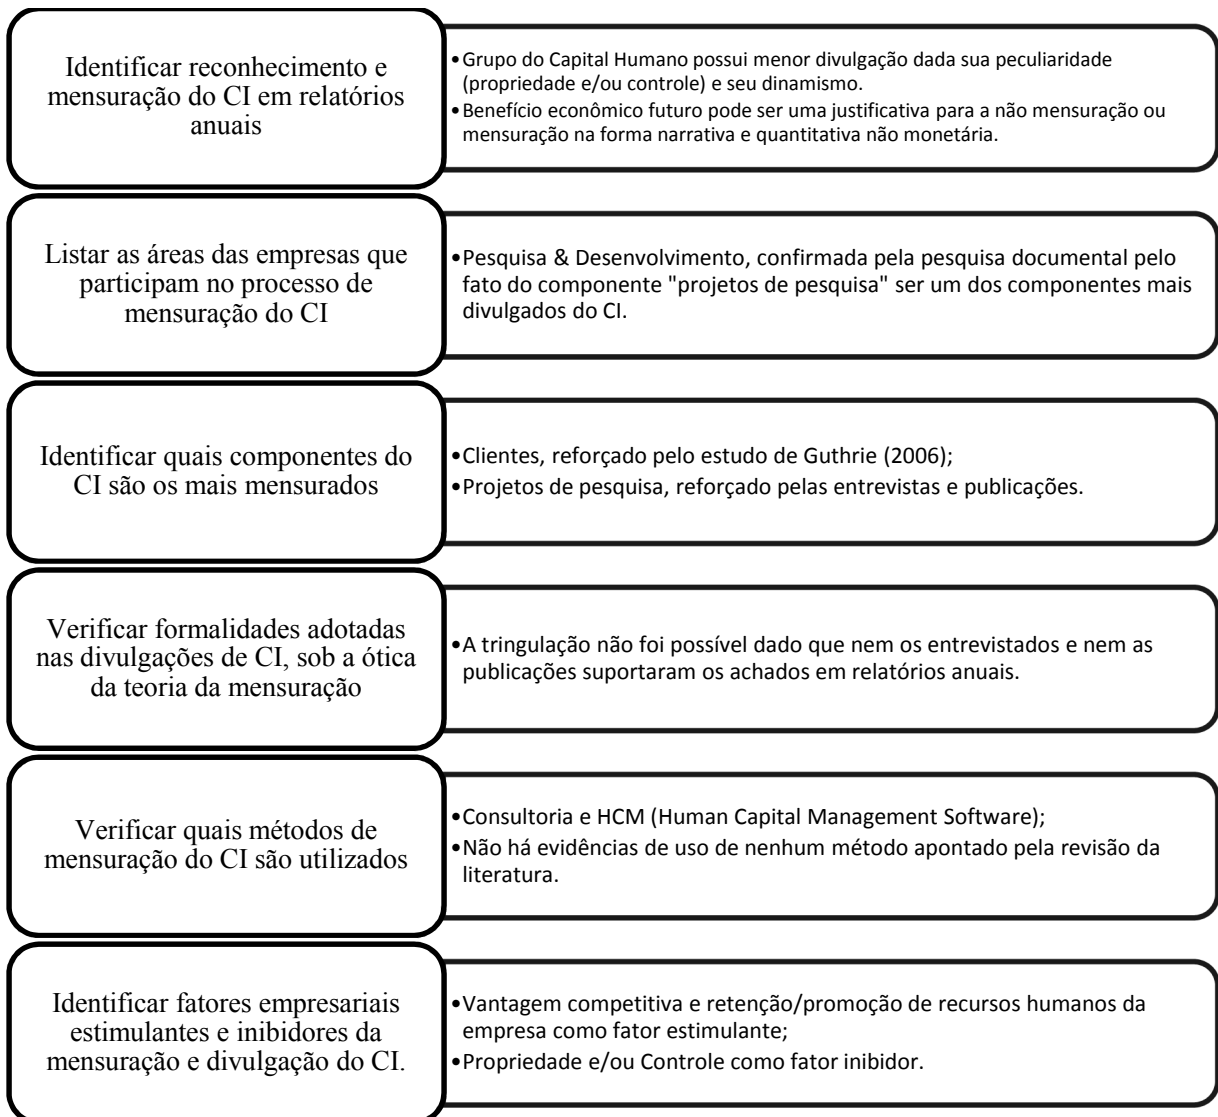 Identificar reconhecimento e
mensuração do CI em relatórios
anuais
•Grupo do Capital Humano possui menor divulgação dada sua peculiaridade
(propriedade e/ou controle) e seu dinamismo.
•Benefício econômico futuro pode ser uma justificativa para a não mensuração ou
mensuração na forma narrativa e quantitativa não monetária.
Listar as áreas das empresas que
participam no processo de
mensuração do CI
•Pesquisa & Desenvolvimento, confirmada pela pesquisa documental pelo
fato do componente "projetos de pesquisa" ser um dos componentes mais
divulgados do CI.
Identificar quais componentes do
CI são os mais mensurados
•Clientes, reforçado pelo estudo de Guthrie (2006);
•Projetos de pesquisa, reforçado pelas entrevistas e publicações.
Verificar formalidades adotadas
nas divulgações de CI, sob a ótica
da teoria da mensuração
•A tringulação não foi possível dado que nem os entrevistados e nem as
publicações suportaram os achados em relatórios anuais.
Verificar quais métodos de
mensuração do CI são utilizados
•Consultoria e HCM (Human Capital Management Software);
•Não há evidências de uso de nenhum método apontado pela revisão da
literatura.
Identificar fatores empresariais
estimulantes e inibidores da
mensuração e divulgação do CI.
•Vantagem competitiva e retenção/promoção de recursos humanos da
empresa como fator estimulante;
•Propriedade e/ou Controle como fator inibidor.